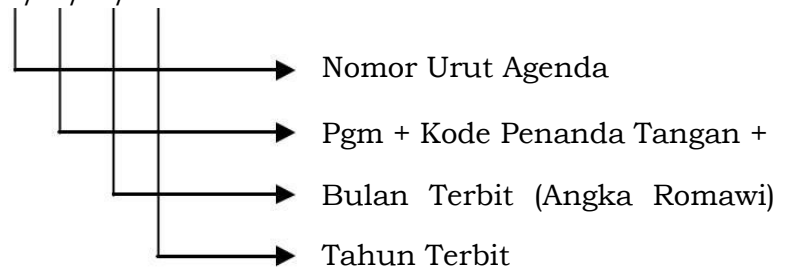 Nomor Urut Agenda
Pgm + Kode Penanda Tangan +
Bulan Terbit (Angka Romawi)
Tahun Terbit